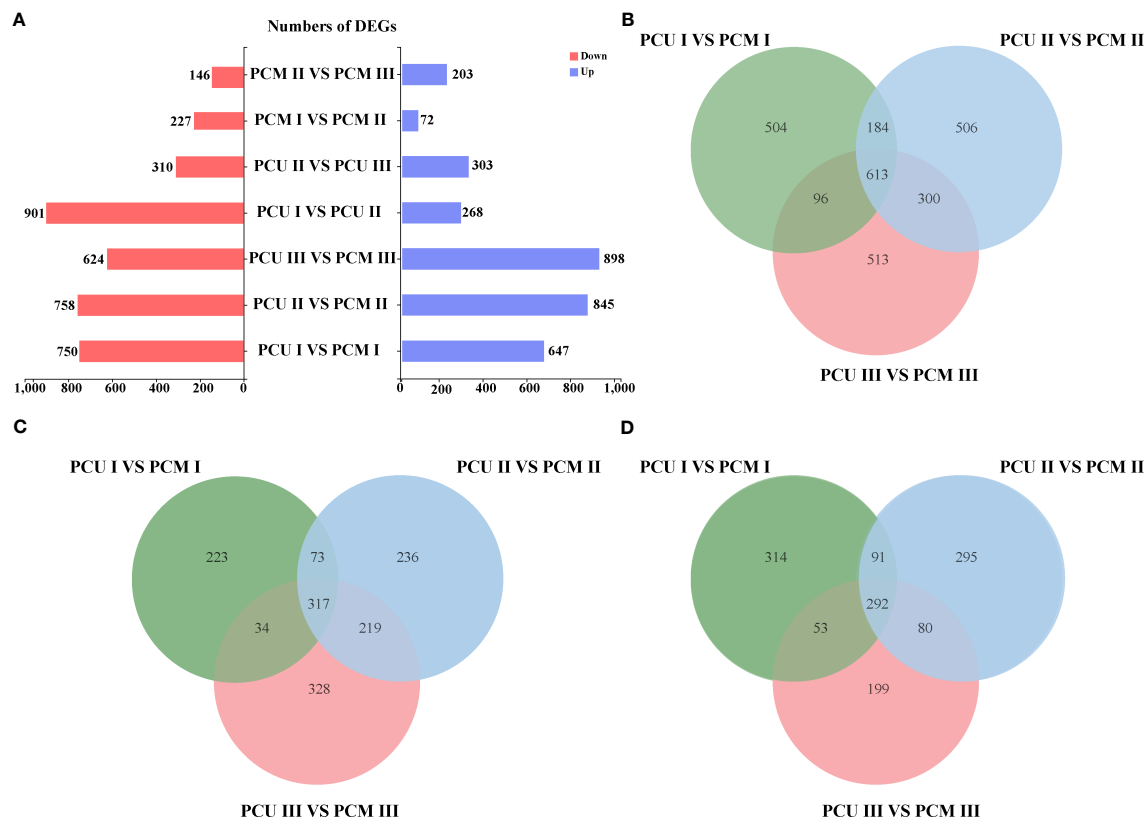 A
Numbers of DEGs
Down
Up
146 PCM II VS PCM III 203
227 PCM I VS PCM II 72
310 PCU II VS PCU III 303
901 PCU I VS PCU II 268
624 PCU III VS PCM III 898
758 PCU II VS PCM II 845
750 PCU I VS PCM I 647
1,000 800 600 400 200 0 0 200 400 600 800 1,000
B
PCU I VS PCM I PCU II VS PCM II
504 184 506
613
96 300
513
PCU III VS PCM III
C
PCU I VS PCM I PCU II VS PCM II
223 73 236
317
34 219
328
PCU III VS PCM III
D
PCU I VS PCM I PCU II VS PCM II
314 91 295
292
53 80
199
PCU III VS PCM III